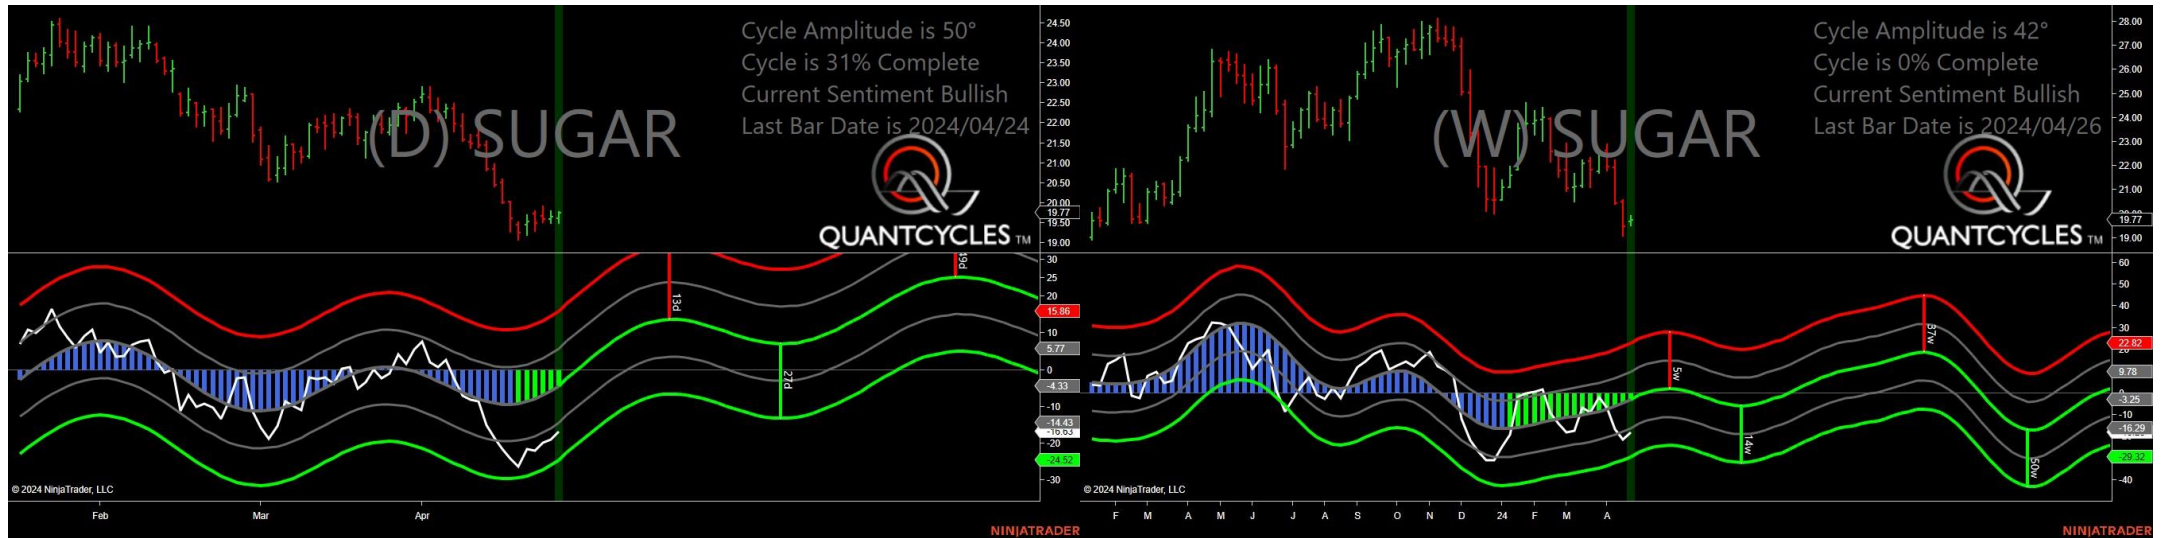 Cycle Amplitude is 50°
Cycle is 31% Complete
Current Sentiment Bullish
Last Bar Date is 2024/04/24
(D) SUGAR
QUANTCYCLES TM
24.50
24.00
23.50
23.00
22.50
22.00
21.50
21.00
20.50
20.00
19.77
19.50
19.00
30
25
20
15.86
10
5.77
0
-4.33
-10
-14.43
-16.63
-20
-24.52
-30
13d
27d
49d
© 2024 NinjaTrader, LLC
Feb
Mar
Apr
NINJATRADER
Cycle Amplitude is 42°
Cycle is 0% Complete
Current Sentiment Bullish
Last Bar Date is 2024/04/26
(W) SUGAR
QUANTCYCLES TM
28.00
27.00
26.00
25.00
24.00
23.00
22.00
21.00
19.77
19.00
60
50
40
30
22.82
9.78
0
-3.25
-10
-16.29
-29.32
-40
5w
14w
37w
50w
© 2024 NinjaTrader, LLC
F M A M J J A S O N D 24 F M A
NINJATRADER